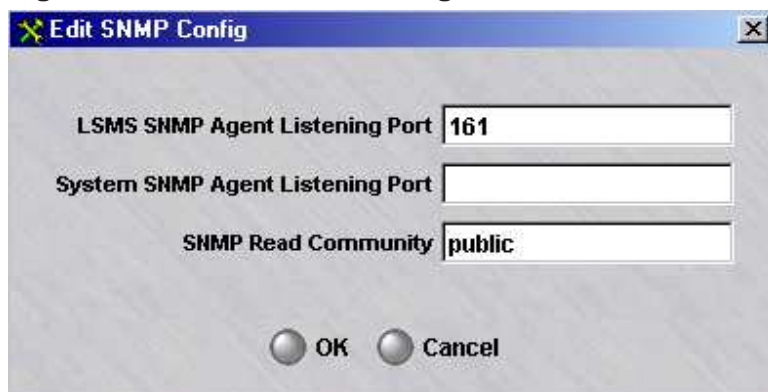 Edit SNMP Config
LSMS SNMP Agent Listening Port 161
System SNMP Agent Listening Port
SNMP Read Community public
OK Cancel